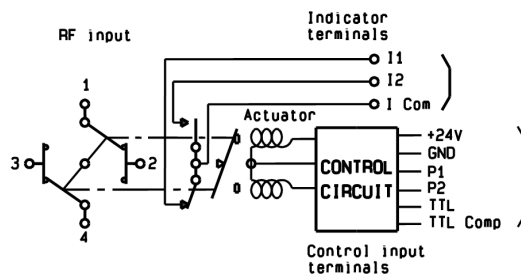 RF input
Indicator
terminals
I1
I2
I Com
1
Actuator
3
2
4
CONTROL
CIRCUIT
+24V
GND
P1
P2
TTL
TTL Comp
Control input
terminals